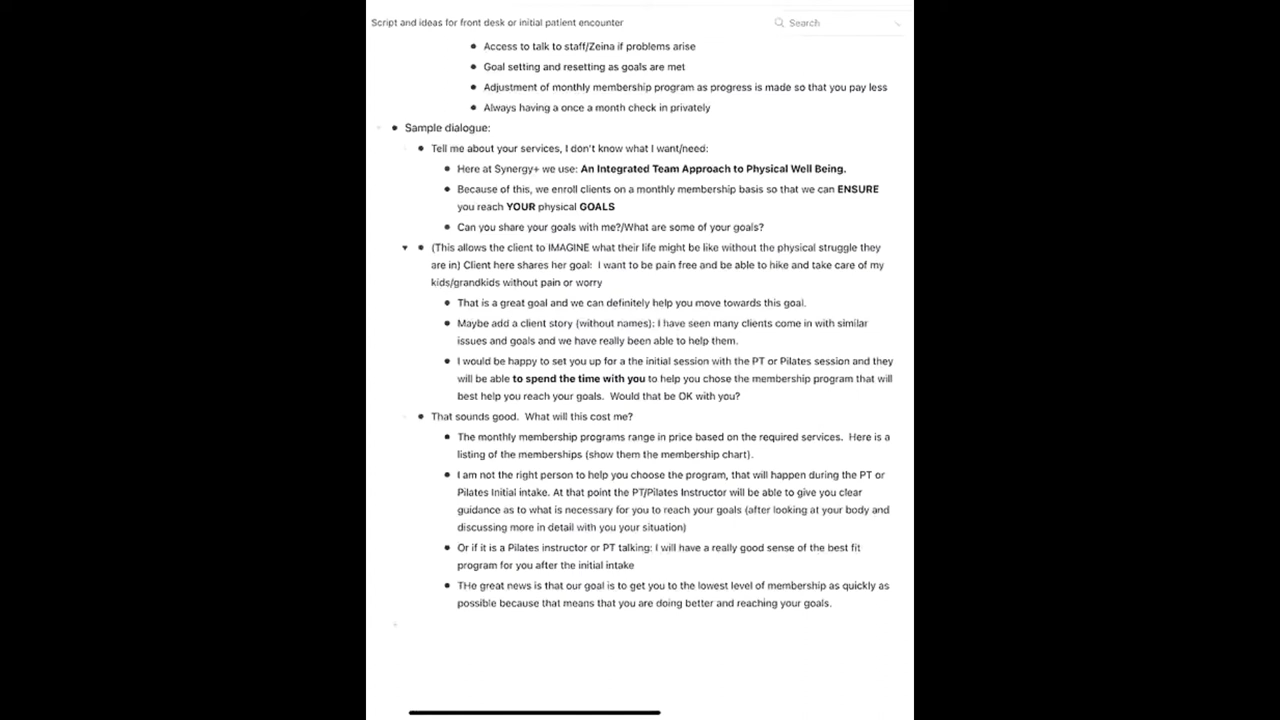 Script and ideas for front desk or initial patient encounter
Search
Access to talk to staff/Zeina if problems arise
Goal setting and resetting as goals are met
Adjustment of monthly membership program as progress is made so that you pay less
Always having a once a month check in privately
Sample dialogue:
Tell me about your services, I don't know what I want/need:
Here at Synergy+ we use: An Integrated Team Approach to Physical Well Being.
Because of this, we enroll clients on a monthly membership basis so that we can ENSURE
you reach YOUR physical GOALS
Can you share your goals with me?/What are some of your goals?
(This allows the client to IMAGINE what their life might be like without the physical struggle they
are in) Client here shares her goal: I want to be pain free and be able to hike and take care of my
kids/grandkids without pain or worry
That is a great goal and we can definitely help you move towards this goal.
Maybe add a client story (without names): I have seen many clients come in with similar
issues and goals and we have really been able to help them.
I would be happy to set you up for a the initial session with the PT or Pilates session and they
will be able to spend the time with you to help you chose the membership program that will
best help you reach your goals. Would that be OK with you?
That sounds good. What will this cost me?
The monthly membership programs range in price based on the required services. Here is a
listing of the memberships (show them the membership chart).
I am not the right person to help you choose the program, that will happen during the PT or
Pilates Initial intake. At that point the PT/Pilates Instructor will be able to give you clear
guidance as to what is necessary for you to reach your goals (after looking at your body and
discussing more in detail with you your situation)
Or if it is a Pilates instructor or PT talking: I will have a really good sense of the best fit
program for you after the initial intake
THe great news is that our goal is to get you to the lowest level of membership as quickly as
possible because that means that you are doing better and reaching your goals.